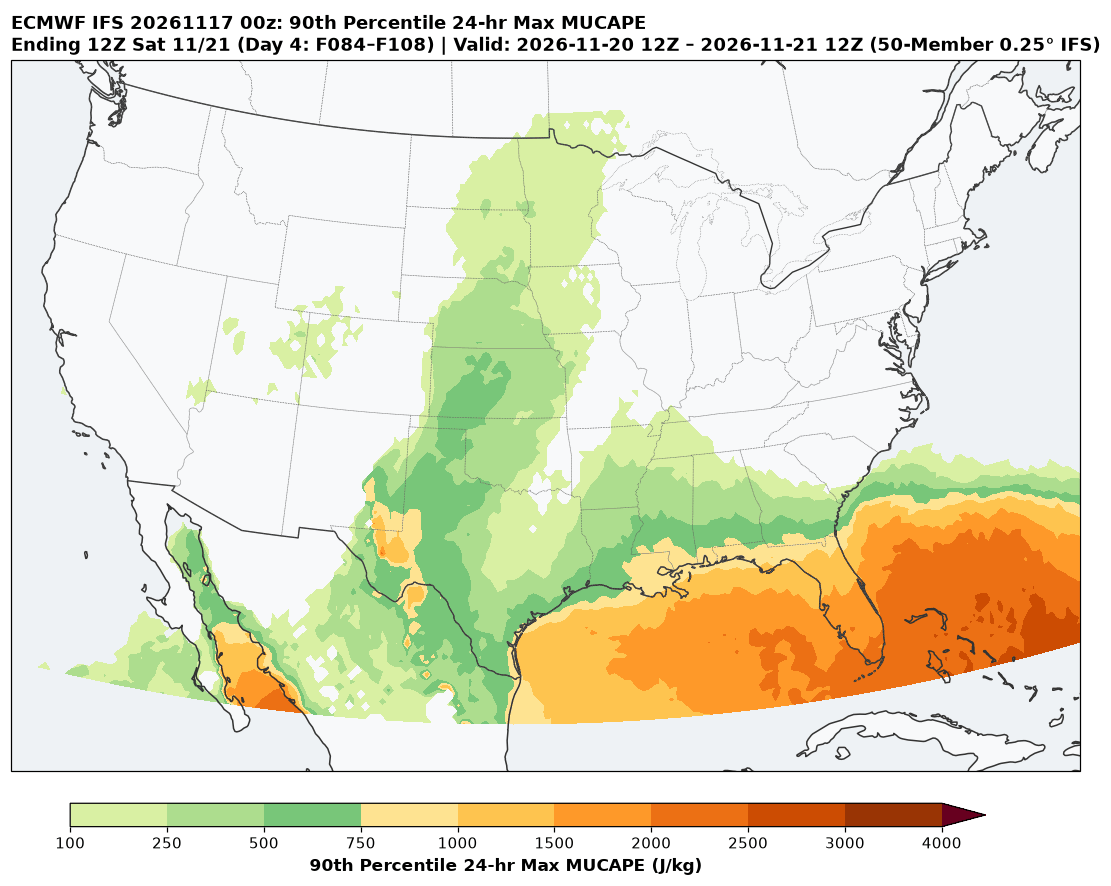 ECMWF IFS 20261117 00z: 90th Percentile 24-hr Max MUCAPE
Ending 12Z Sat 11/21 (Day 4: F084–F108) | Valid: 2026-11-20 12Z – 2026-11-21 12Z (50-Member 0.25° IFS)
100 250 500 750 1000 1500 2000 2500 3000 4000
90th Percentile 24-hr Max MUCAPE (J/kg)